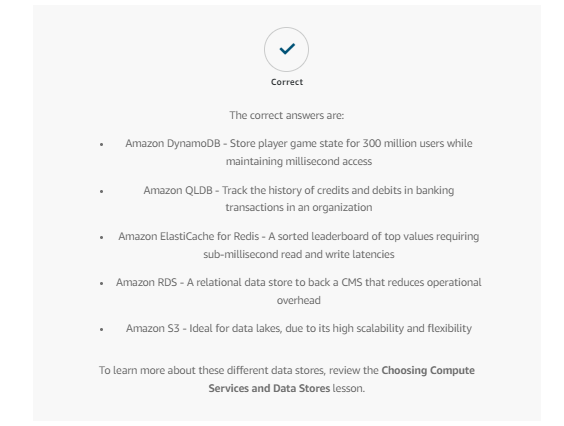 Correct
The correct answers are:
• Amazon DynamoDB - Store player game state for 300 million users while
maintaining millisecond access
• Amazon QLDB - Track the history of credits and debits in banking
transactions in an organization
• Amazon ElastiCache for Redis - A sorted leaderboard of top values requiring
sub-millisecond read and write latencies
• Amazon RDS - A relational data store to back a CMS that reduces operational
overhead
• Amazon S3 - Ideal for data lakes, due to its high scalability and flexibility
To learn more about these different data stores, review the Choosing Compute
Services and Data Stores lesson.